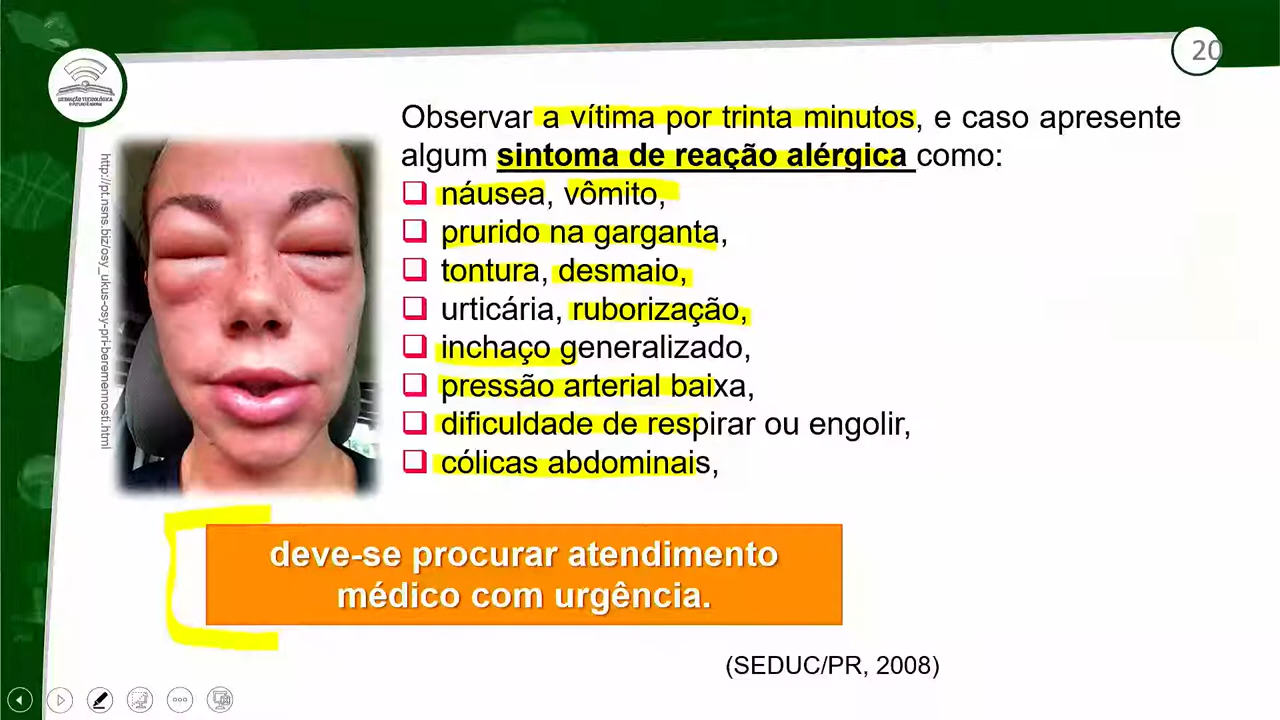 20
INOVAÇÃO TECNOLÓGICA
Observar a vítima por trinta minutos, e caso apresente
algum sintoma de reação alérgica como:
náusea, vômito,
prurido na garganta,
tontura, desmaio,
urticária, ruborização,
inchaço generalizado,
pressão arterial baixa,
dificuldade de respirar ou engolir,
cólicas abdominais,
http://pt.nsns.biz/osy_ukus-osy-pri-beremennosti.html
deve-se procurar atendimento
médico com urgência.
(SEDUC/PR, 2008)